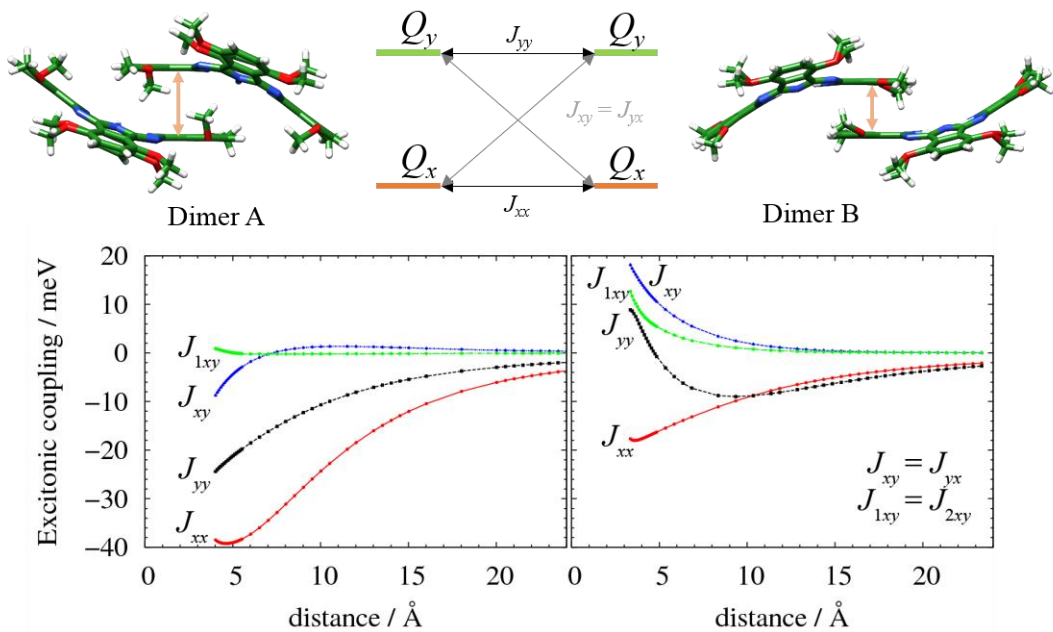 Q_y J_yy Q_y
J_xy = J_yx
Q_x J_xx Q_x
Dimer A
Dimer B
Excitonic coupling / meV
20
10
0
−10
−20
−30
−40
J_1xy
J_xy
J_yy
J_xx
0 5 10 15 20
distance / Å
J_1xy J_xy
J_yy
J_xx
J_xy = J_yx
J_1xy = J_2xy
0 5 10 15 20
distance / Å